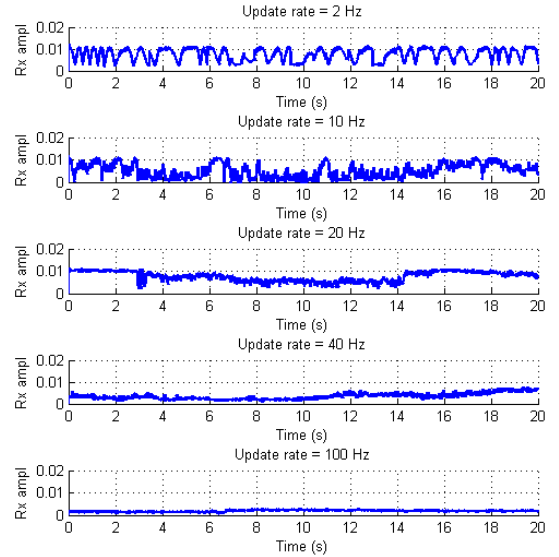 Update rate = 2 Hz
0.02
0.01
0
Rx ampl
0 2 4 6 8 10 12 14 16 18 20
Time (s)
Update rate = 10 Hz
0.02
0.01
0
Rx ampl
0 2 4 6 8 10 12 14 16 18 20
Time (s)
Update rate = 20 Hz
0.02
0.01
0
Rx ampl
0 2 4 6 8 10 12 14 16 18 20
Time (s)
Update rate = 40 Hz
0.02
0.01
0
Rx ampl
0 2 4 6 8 10 12 14 16 18 20
Time (s)
Update rate = 100 Hz
0.02
0.01
0
Rx ampl
0 2 4 6 8 10 12 14 16 18 20
Time (s)